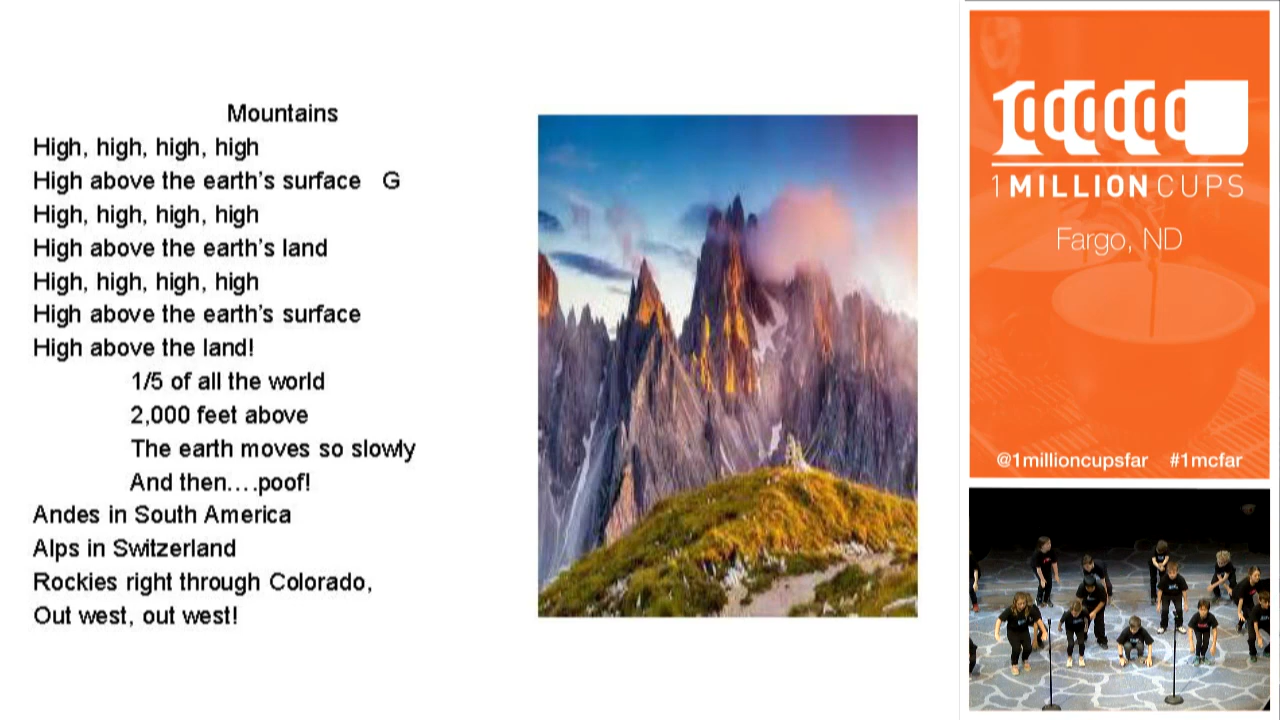 Mountains
High, high, high, high
High above the earth's surface G
High, high, high, high
High above the earth's land
High, high, high, high
High above the earth's surface
High above the land!
1/5 of all the world
2,000 feet above
The earth moves so slowly
And then....poof!
Andes in South America
Alps in Switzerland
Rockies right through Colorado,
Out west, out west!
1 MILLION CUPS
Fargo, ND
@1millioncupsfar #1mcfar